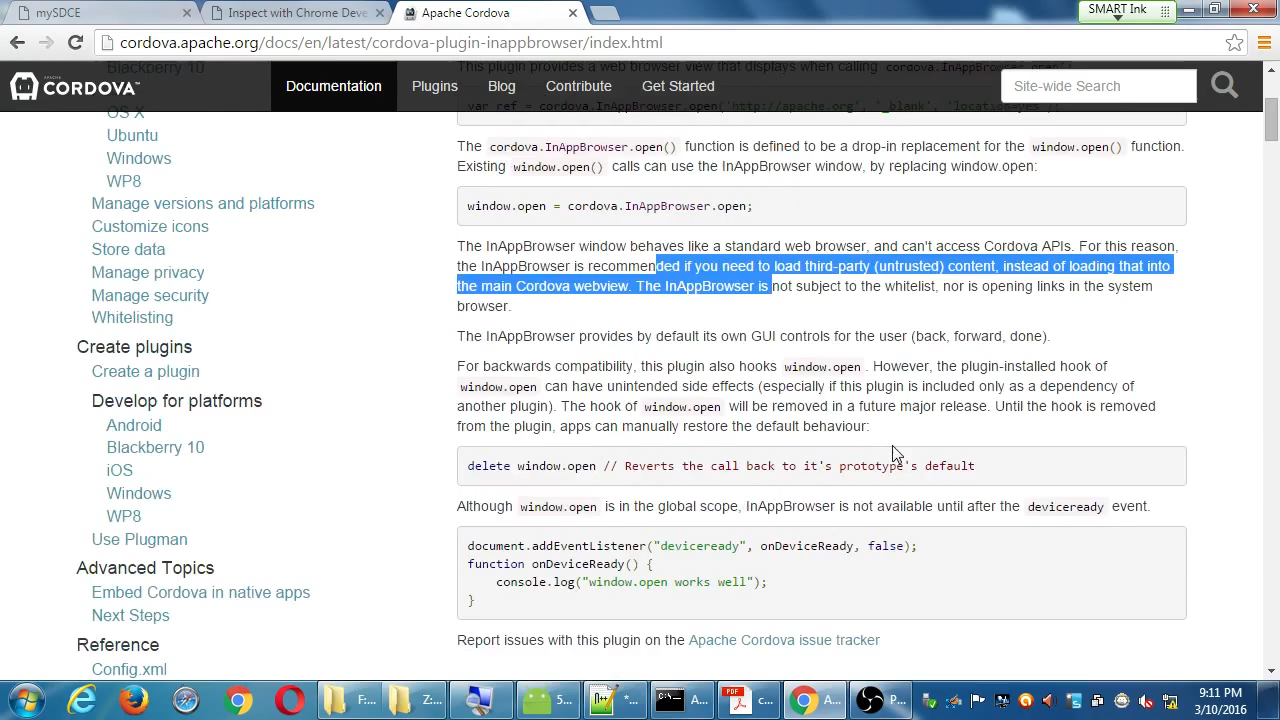 mySDCE
Inspect with Chrome Deve
Apache Cordova
SMART Ink
cordova.apache.org/docs/en/latest/cordova-plugin-inappbrowser/index.html
APACHE
CORDOVA
Documentation
Plugins
Blog
Contribute
Get Started
Site-wide Search
Blackberry 10
OS X
Ubuntu
Windows
WP8
Manage versions and platforms
Customize icons
Store data
Manage privacy
Manage security
Whitelisting
Create plugins
Create a plugin
Develop for platforms
Android
Blackberry 10
iOS
Windows
WP8
Use Plugman
Advanced Topics
Embed Cordova in native apps
Next Steps
Reference
Config.xml
This plugin provides a web browser view that displays when calling cordova.InAppBrowser.open()
var ref = cordova.InAppBrowser.open('http://apache.org', '_blank', 'location=yes');
The cordova.InAppBrowser.open() function is defined to be a drop-in replacement for the window.open() function.
Existing window.open() calls can use the InAppBrowser window, by replacing window.open:
window.open = cordova.InAppBrowser.open;
The InAppBrowser window behaves like a standard web browser, and can't access Cordova APIs. For this reason,
the InAppBrowser is recommended if you need to load third-party (untrusted) content, instead of loading that into
the main Cordova webview. The InAppBrowser is not subject to the whitelist, nor is opening links in the system
browser.
The InAppBrowser provides by default its own GUI controls for the user (back, forward, done).
For backwards compatibility, this plugin also hooks window.open . However, the plugin-installed hook of
window.open can have unintended side effects (especially if this plugin is included only as a dependency of
another plugin). The hook of window.open will be removed in a future major release. Until the hook is removed
from the plugin, apps can manually restore the default behaviour:
delete window.open // Reverts the call back to it's prototype's default
Although window.open is in the global scope, InAppBrowser is not available until after the deviceready event.
document.addEventListener("deviceready", onDeviceReady, false);
function onDeviceReady() {
console.log("window.open works well");
}
Report issues with this plugin on the Apache Cordova issue tracker
F:...
Z:...
5...
*...
C:\
...
PDF
c...
A...
P...
9:11 PM
3/10/2016